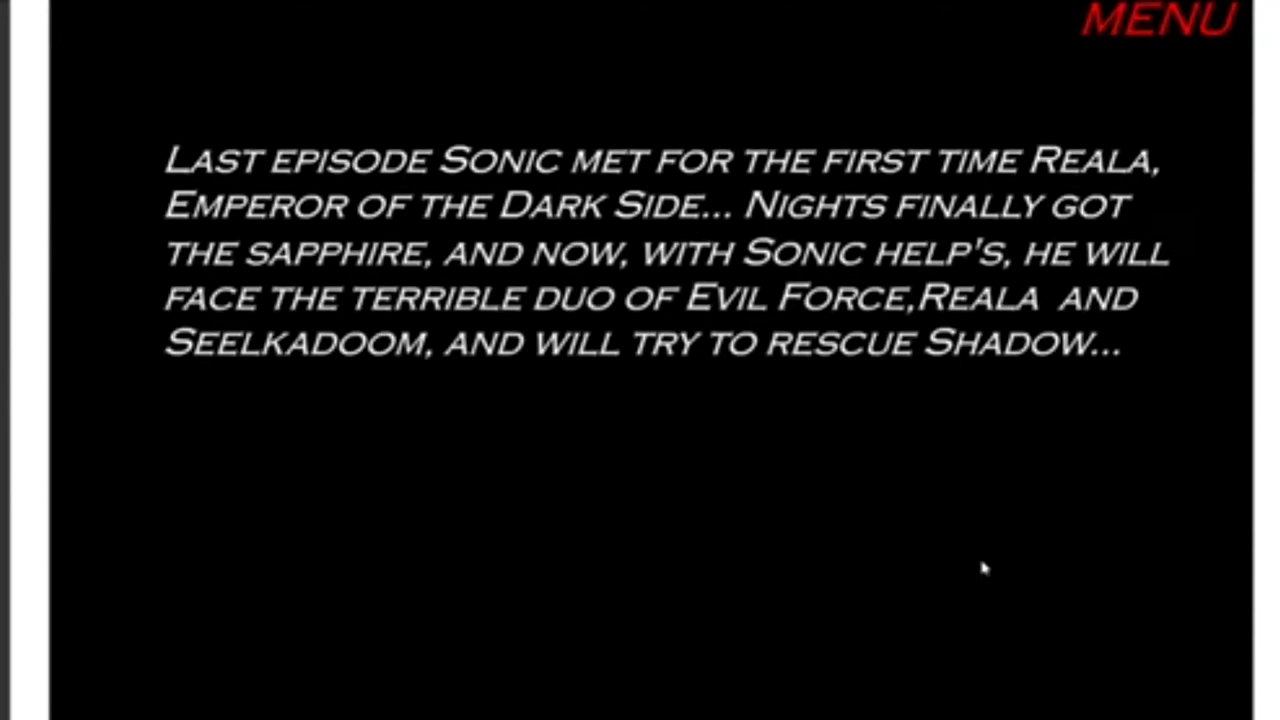 MENU
Last episode Sonic met for the first time Reala,
Emperor of the Dark Side... Nights finally got
the sapphire, and now, with Sonic help's, he will
face the terrible duo of Evil Force,Reala  and
Seelkadoom, and will try to rescue Shadow...